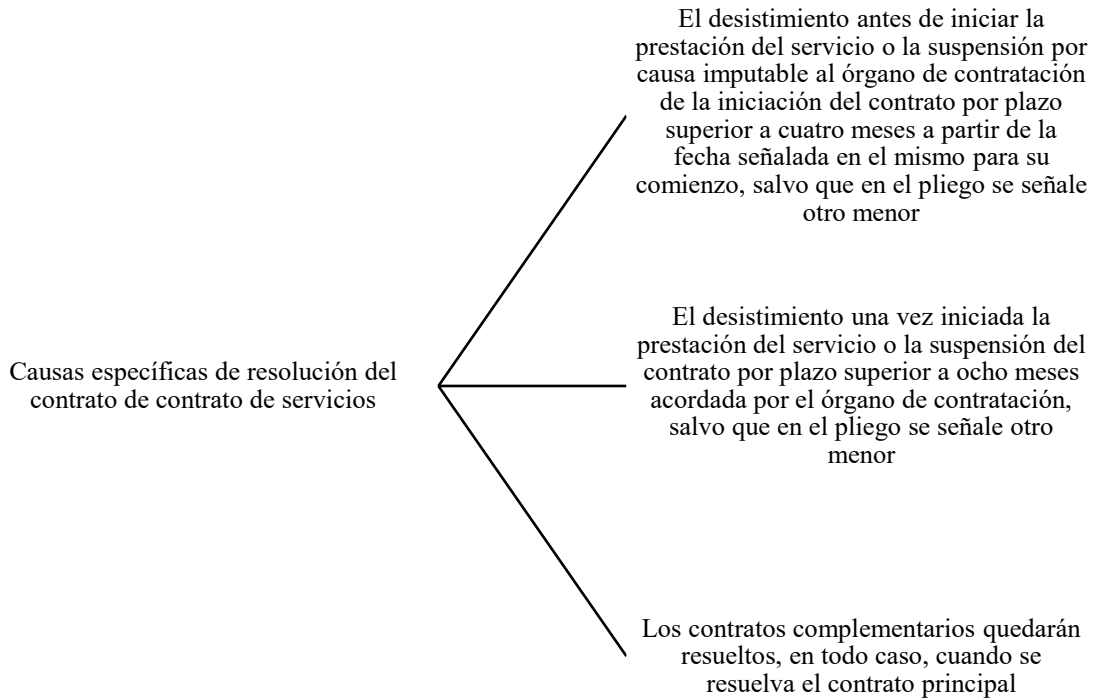 Causas específicas de resolución del
contrato de contrato de servicios
El desistimiento antes de iniciar la
prestación del servicio o la suspensión por
causa imputable al órgano de contratación
de la iniciación del contrato por plazo
superior a cuatro meses a partir de la
fecha señalada en el mismo para su
comienzo, salvo que en el pliego se señale
otro menor
El desistimiento una vez iniciada la
prestación del servicio o la suspensión del
contrato por plazo superior a ocho meses
acordada por el órgano de contratación,
salvo que en el pliego se señale otro
menor
Los contratos complementarios quedarán
resueltos, en todo caso, cuando se
resuelva el contrato principal